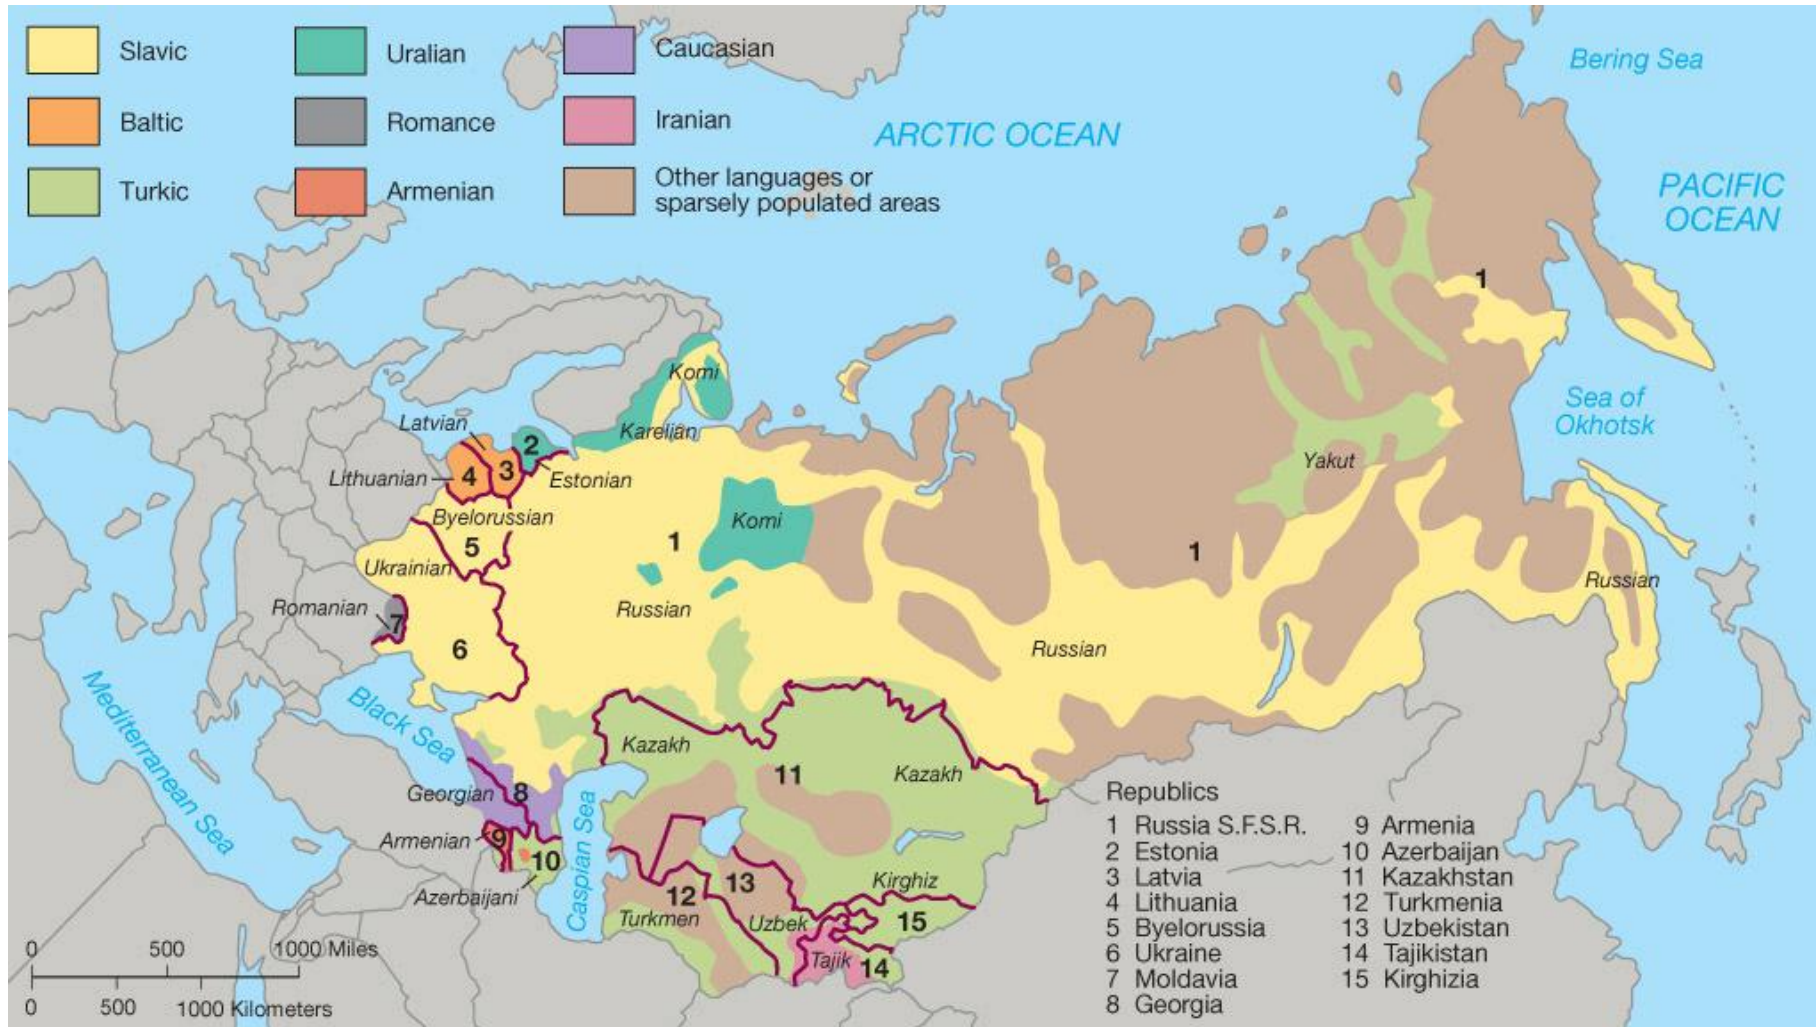 Slavic
Baltic
Turkic
Uralian
Romance
Armenian
Caucasian
Iranian
Other languages or
sparsely populated areas
ARCTIC OCEAN
Bering Sea
PACIFIC
OCEAN
Sea of
Okhotsk
1
Komi
Karelian
Latvian
2
3
4
Lithuanian
Estonian
Byelorussian
5
Ukrainian
Romanian
7
6
1
Komi
Russian
Yakut
1
Russian
Russian
Mediterranean Sea
Black Sea
Caspian Sea
Kazakh
11
Kazakh
Georgian
8
Armenian
9
10
Azerbaijani
12
Turkmen
13
Uzbek
Kirghiz
15
Tajik
14
0 500 1000 Miles
0 500 1000 Kilometers
Republics
1 Russia S.F.S.R.
2 Estonia
3 Latvia
4 Lithuania
5 Byelorussia
6 Ukraine
7 Moldavia
8 Georgia
9 Armenia
10 Azerbaijan
11 Kazakhstan
12 Turkmenia
13 Uzbekistan
14 Tajikistan
15 Kirghizia